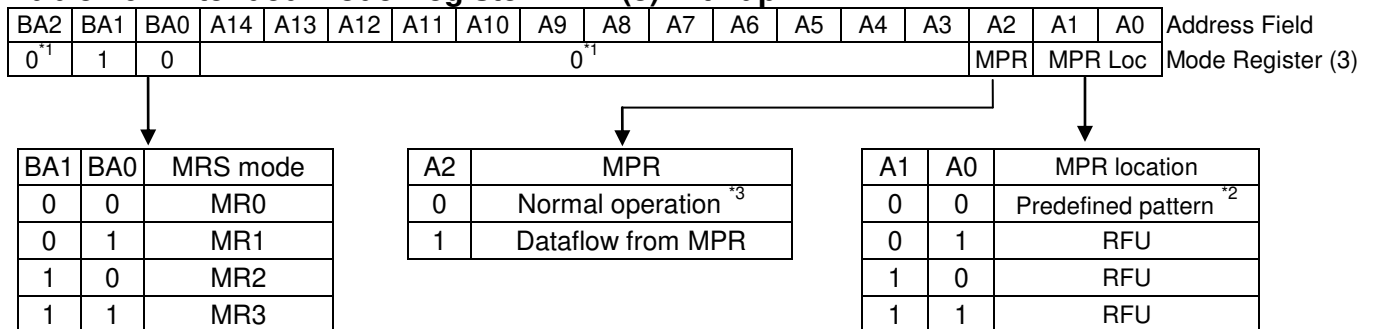 BA2 BA1 BA0 A14 A13 A12 A11 A10 A9 A8 A7 A6 A5 A4 A3 A2 A1 A0 Address Field
0*1 1 0 0*1 MPR MPR Loc Mode Register (3)
BA1 BA0 MRS mode
0 0 MR0
0 1 MR1
1 0 MR2
1 1 MR3
A2 MPR
0 Normal operation *3
1 Dataflow from MPR
A1 A0 MPR location
0 0 Predefined pattern *2
0 1 RFU
1 0 RFU
1 1 RFU